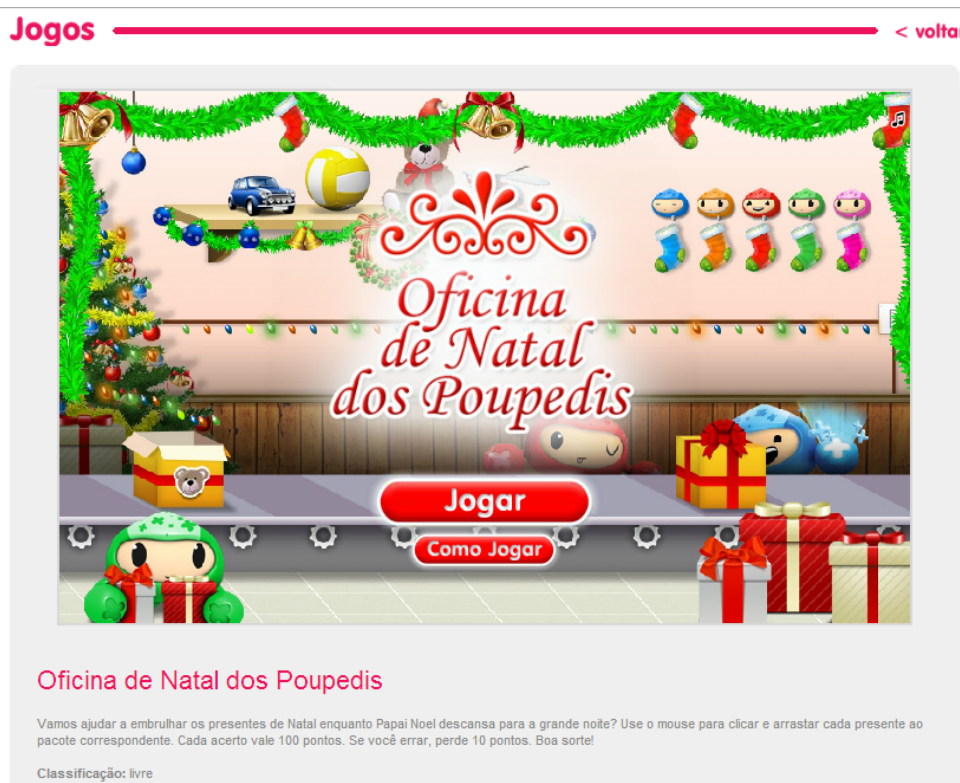 Jogos
< voltar
Oficina
de Natal
dos Poupedis
Jogar
Como Jogar
Oficina de Natal dos Poupedis
Vamos ajudar a embrulhar os presentes de Natal enquanto Papai Noel descansa para a grande noite? Use o mouse para clicar e arrastar cada presente ao
pacote correspondente. Cada acerto vale 100 pontos. Se você errar, perde 10 pontos. Boa sorte!
Classificação: livre